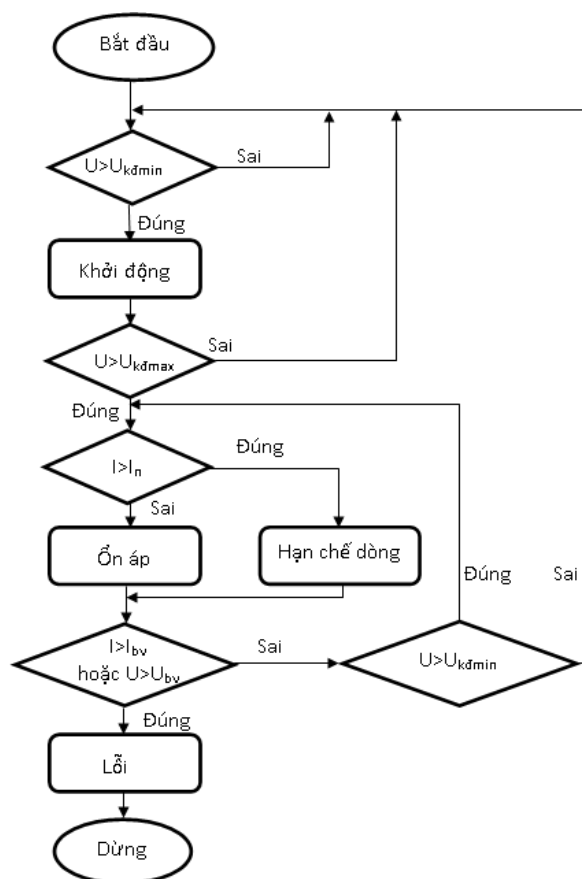 Bắt đầu
U>Ukđmin
Sai
Đúng
Khởi động
U>Ukđmax
Sai
Đúng
I>In
Đúng
Sai
Ổn áp
Hạn chế dòng
Đúng
Sai
I>Ibv
hoặc U>Ubv
Sai
U>Ukđmin
Đúng
Lỗi
Dừng